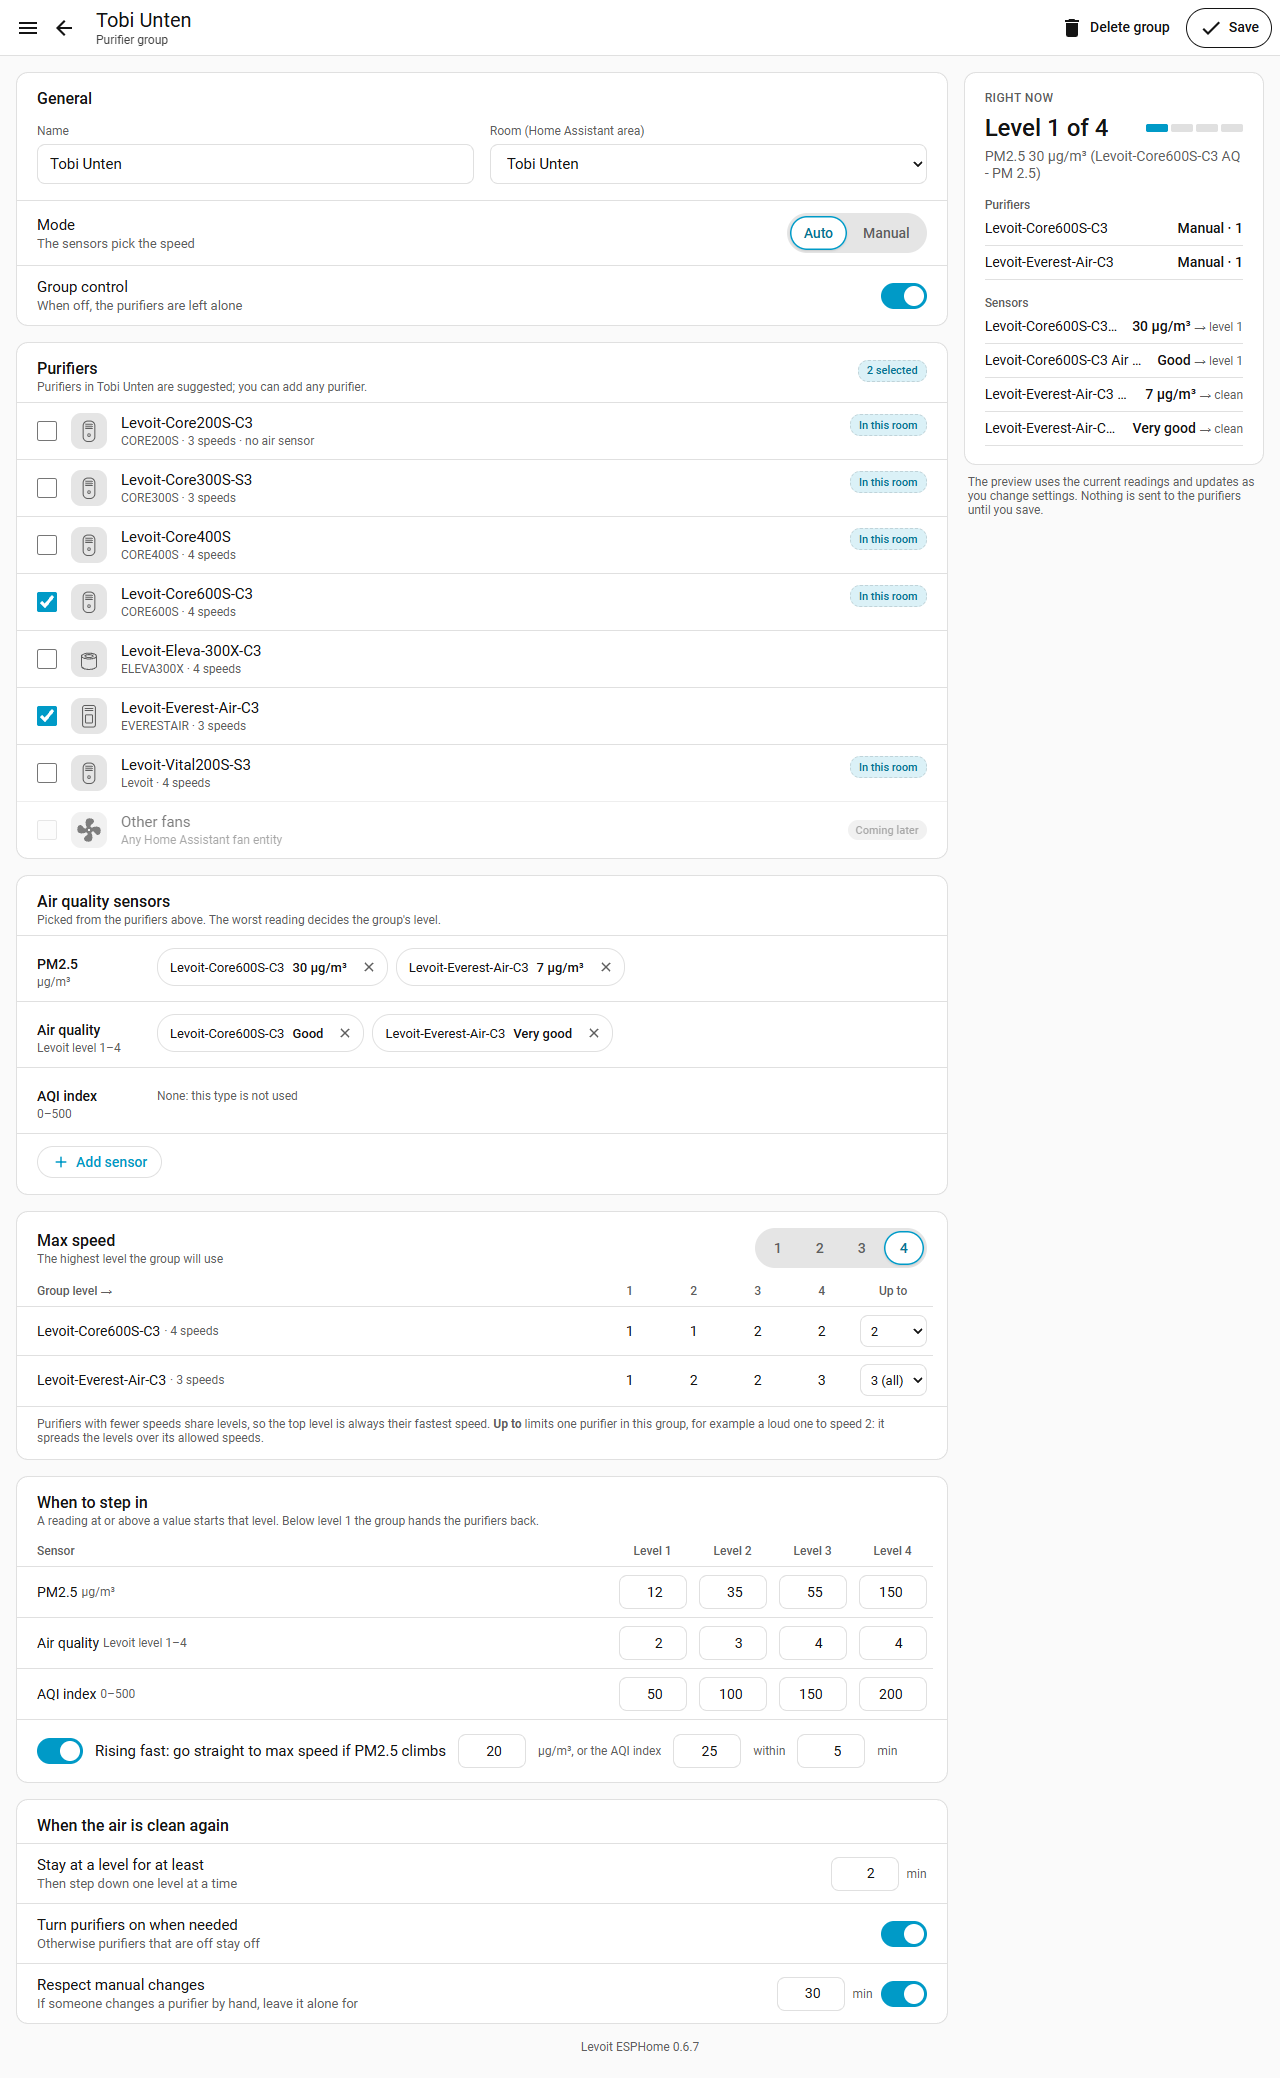 Tobi Unten
Purifier group
Delete group
Save
General
Name
Room (Home Assistant area)
Tobi Unten
Tobi Unten
Mode
The sensors pick the speed
Auto
Manual
Group control
When off, the purifiers are left alone
Purifiers
Purifiers in Tobi Unten are suggested; you can add any purifier.
2 selected
Levoit-Core200S-C3
CORE200S · 3 speeds · no air sensor
In this room
Levoit-Core300S-S3
CORE300S · 3 speeds
In this room
Levoit-Core400S
CORE400S · 4 speeds
In this room
Levoit-Core600S-C3
CORE600S · 4 speeds
In this room
Levoit-Eleva-300X-C3
ELEVA300X · 4 speeds
Levoit-Everest-Air-C3
EVERESTAIR · 3 speeds
Levoit-Vital200S-S3
Levoit · 4 speeds
In this room
Other fans
Any Home Assistant fan entity
Coming later
Air quality sensors
Picked from the purifiers above. The worst reading decides the group's level.
PM2.5
µg/m³
Levoit-Core600S-C3 30 µg/m³
Levoit-Everest-Air-C3 7 µg/m³
Air quality
Levoit level 1–4
Levoit-Core600S-C3 Good
Levoit-Everest-Air-C3 Very good
AQI index
0–500
None: this type is not used
Add sensor
Max speed
The highest level the group will use
1 2 3 4
Group level → 1 2 3 4 Up to
Levoit-Core600S-C3 · 4 speeds 1 1 2 2 2
Levoit-Everest-Air-C3 · 3 speeds 1 2 2 3 3 (all)
Purifiers with fewer speeds share levels, so the top level is always their fastest speed. Up to limits one purifier in this group, for example a loud one to speed 2: it
spreads the levels over its allowed speeds.
When to step in
A reading at or above a value starts that level. Below level 1 the group hands the purifiers back.
Sensor Level 1 Level 2 Level 3 Level 4
PM2.5 µg/m³ 12 35 55 150
Air quality Levoit level 1–4 2 3 4 4
AQI index 0–500 50 100 150 200
Rising fast: go straight to max speed if PM2.5 climbs 20 µg/m³, or the AQI index 25 within 5 min
When the air is clean again
Stay at a level for at least
Then step down one level at a time
2 min
Turn purifiers on when needed
Otherwise purifiers that are off stay off
Respect manual changes
If someone changes a purifier by hand, leave it alone for
30 min
RIGHT NOW
Level 1 of 4
PM2.5 30 µg/m³ (Levoit-Core600S-C3 AQ
- PM 2.5)
Purifiers
Levoit-Core600S-C3 Manual · 1
Levoit-Everest-Air-C3 Manual · 1
Sensors
Levoit-Core600S-C3... 30 µg/m³ → level 1
Levoit-Core600S-C3 Air ... Good → level 1
Levoit-Everest-Air-C3 ... 7 µg/m³ → clean
Levoit-Everest-Air-C... Very good → clean
The preview uses the current readings and updates as
you change settings. Nothing is sent to the purifiers
until you save.
Levoit ESPHome 0.6.7